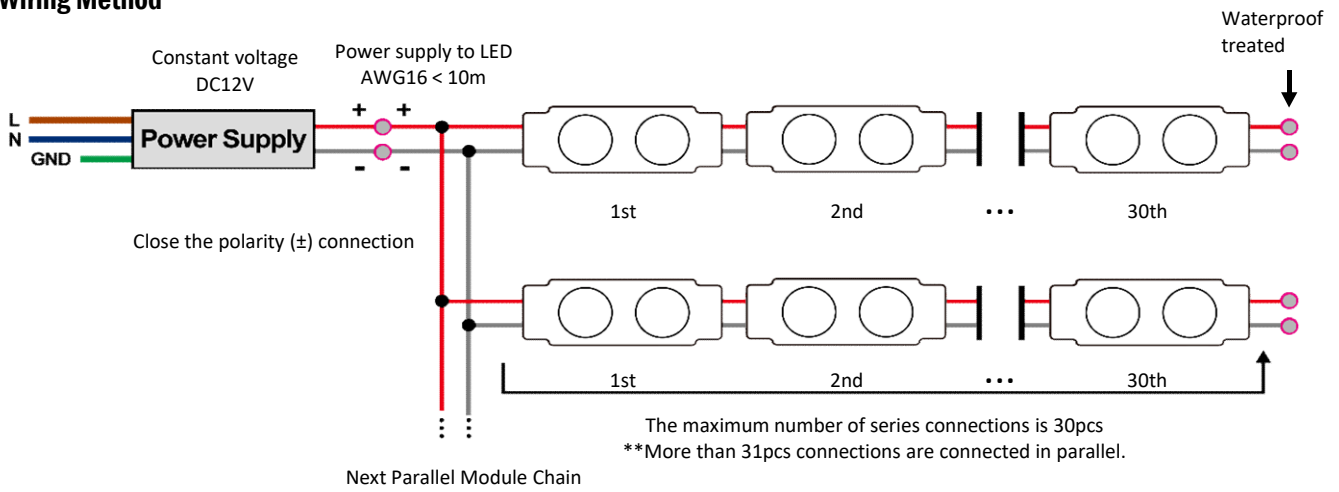 Wiring Method
Waterproof
treated
Constant voltage
DC12V
Power supply to LED
AWG16 < 10m
+ +
L
N
GND
Power Supply
- -
1st
2nd
...
30th
Close the polarity (±) connection
1st
2nd
...
30th
The maximum number of series connections is 30pcs
**More than 31pcs connections are connected in parallel.
Next Parallel Module Chain